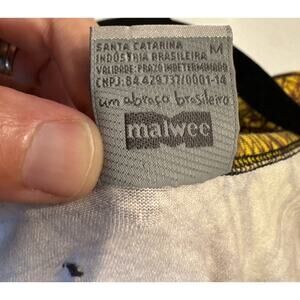 SANTA CATARINA M
INDÚSTRIA BRASILEIRA
VALIDADE: PRAZO INDETERMINADO
CNPJ: 84.429.737/0001-14
um abraço brasileiro
malwee